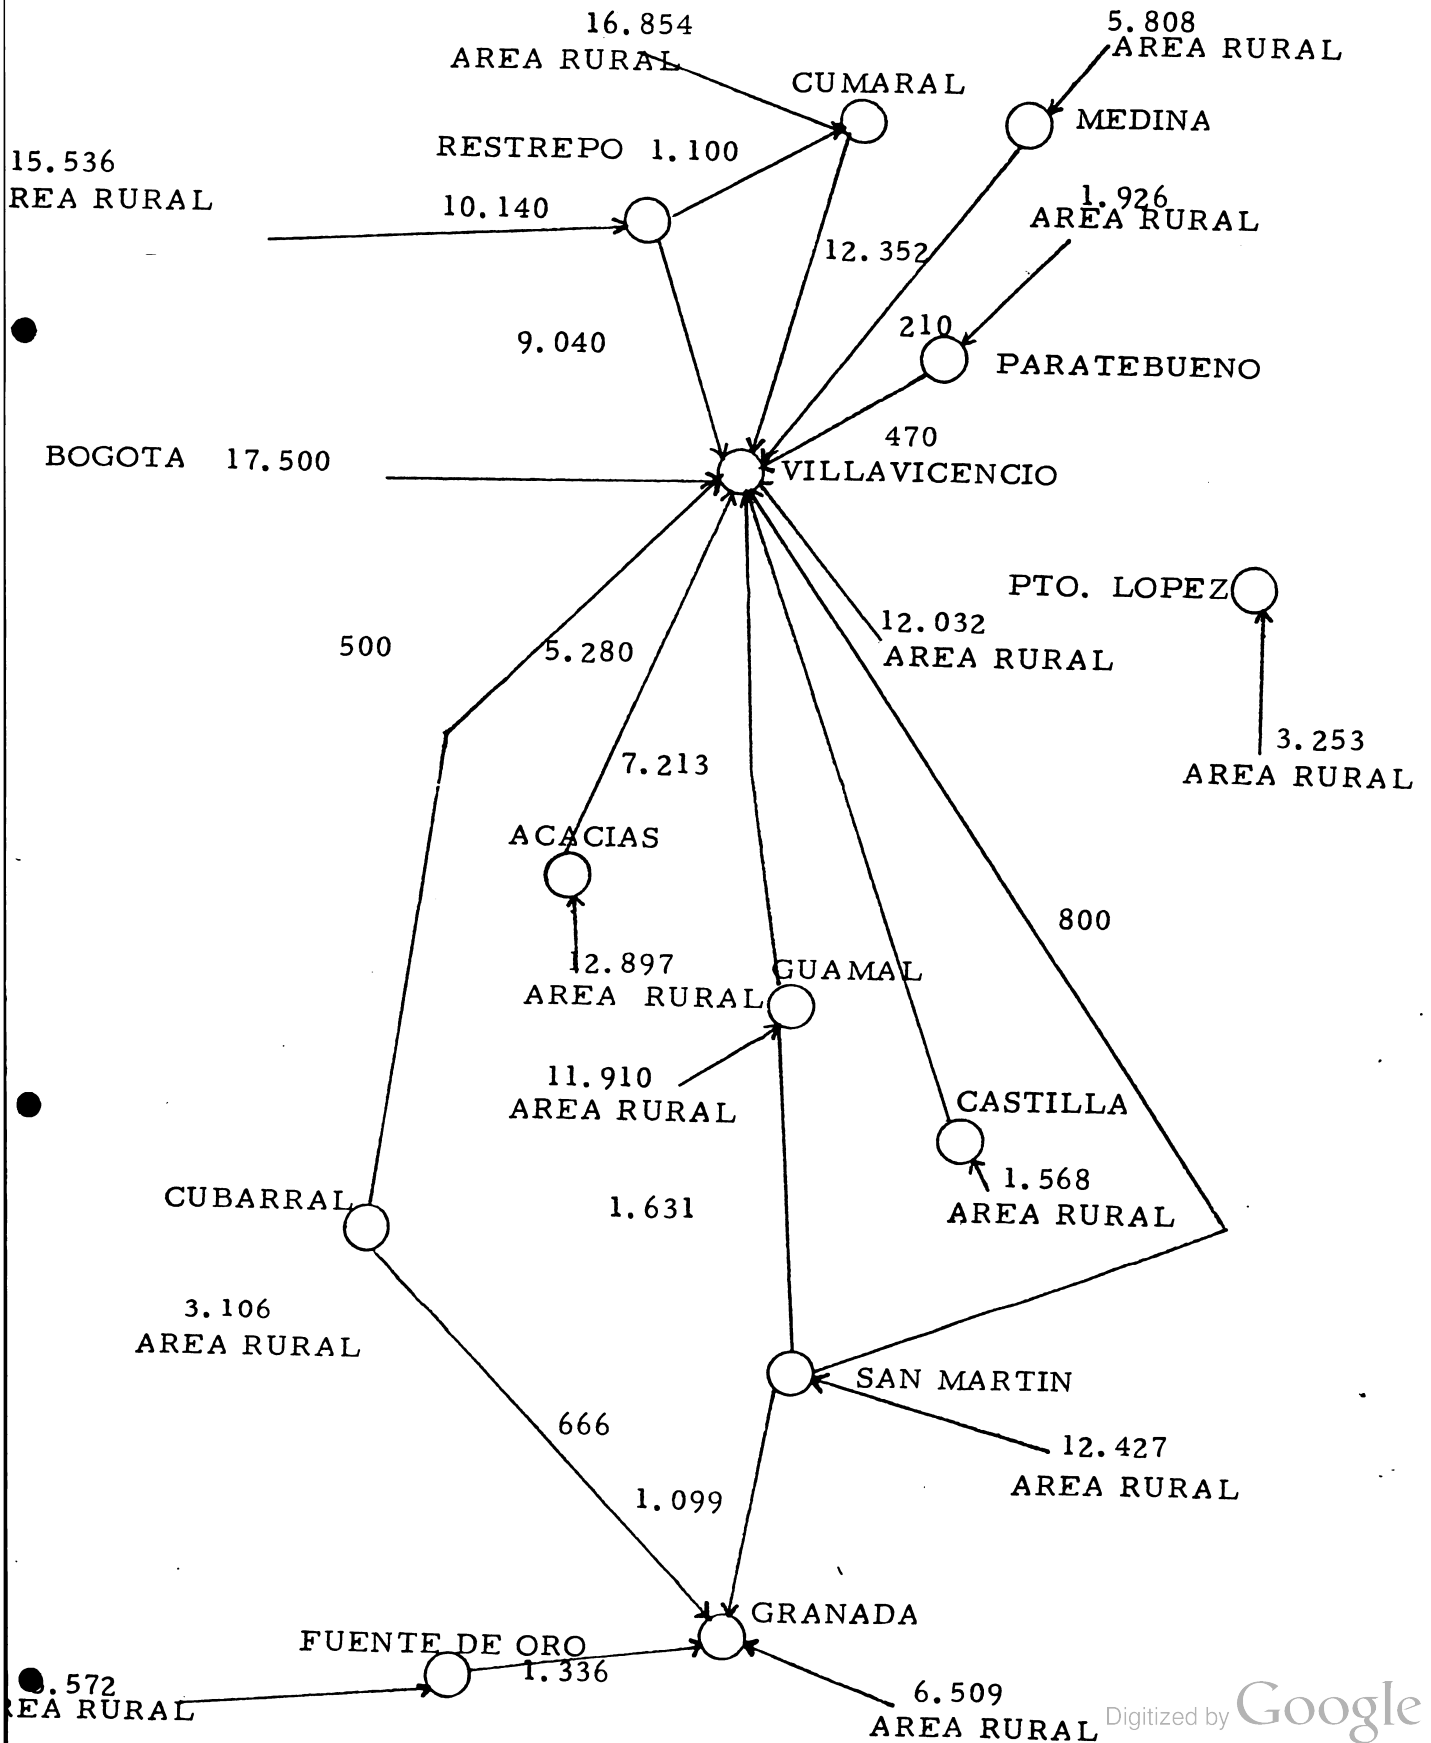 16.854
AREA RURAL
5.808
AREA RURAL
CUMARAL
MEDINA
RESTREPO 1.100
15.536
REA RURAL
10.140
1.926
AREA RURAL
12.352
9.040
210
PARATEBUENO
470
BOGOTA 17.500
VILLAVICENCIO
PTO. LOPEZ
12.032
AREA RURAL
500
5.280
3.253
AREA RURAL
7.213
ACACIAS
800
12.897
AREA RURAL
GUAMAL
11.910
AREA RURAL
CASTILLA
1.568
AREA RURAL
CUBARRAL
1.631
3.106
AREA RURAL
SAN MARTIN
666
12.427
AREA RURAL
1.099
GRANADA
FUENTE DE ORO
1.336
.572
REA RURAL
6.509
AREA RURAL
Digitized by Google